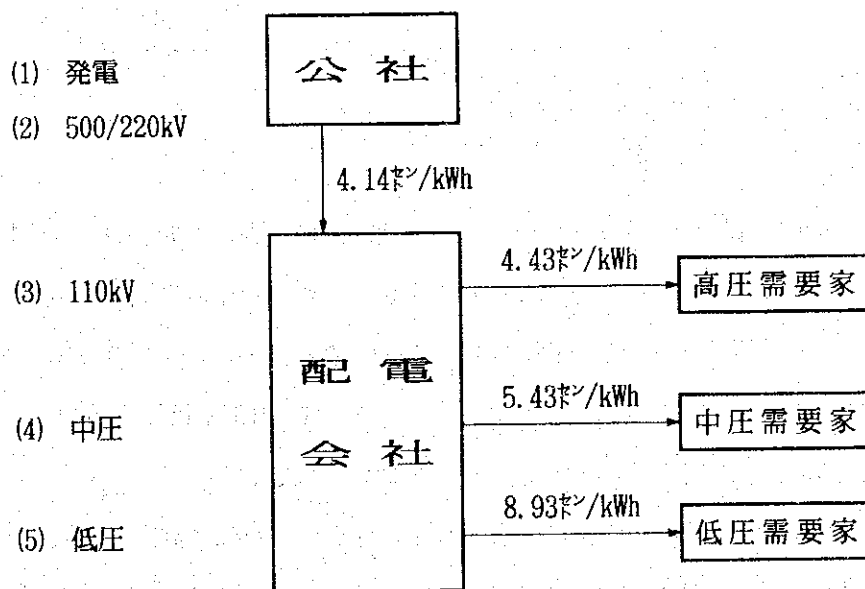 (1) 発電
公社
(2) 500/220kV
4.14セント/kWh
(3) 110kV
4.43セント/kWh
高圧需要家
配電
会社
(4) 中圧
5.43セント/kWh
中圧需要家
(5) 低圧
8.93セント/kWh
低圧需要家